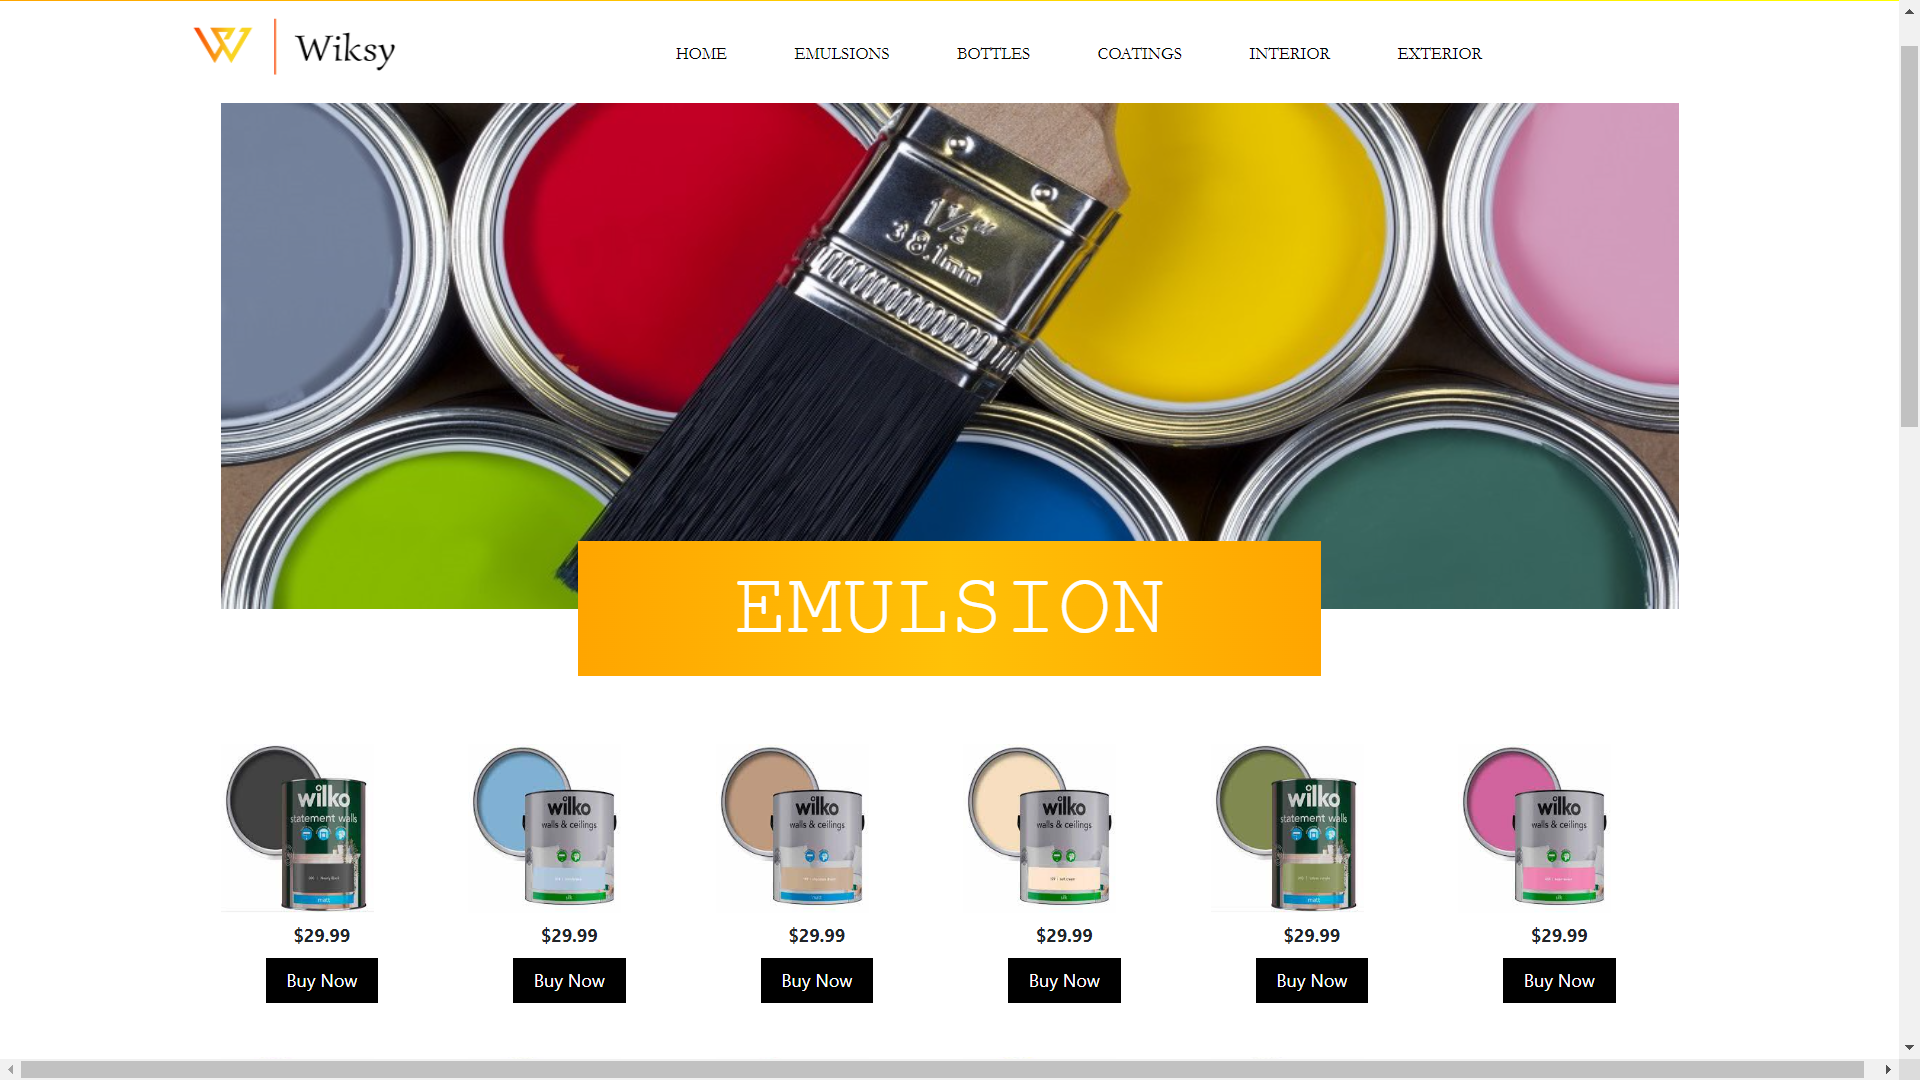 Wiksy
HOME EMULSIONS BOTTLES COATINGS INTERIOR EXTERIOR
1½"
38.1mm
EMULSION
wilko
statement walls
matt
wilko
walls & ceilings
silk
wilko
walls & ceilings
matt
wilko
walls & ceilings
silk
wilko
statement walls
matt
wilko
walls & ceilings
silk
$29.99 $29.99 $29.99 $29.99 $29.99 $29.99
Buy Now Buy Now Buy Now Buy Now Buy Now Buy Now